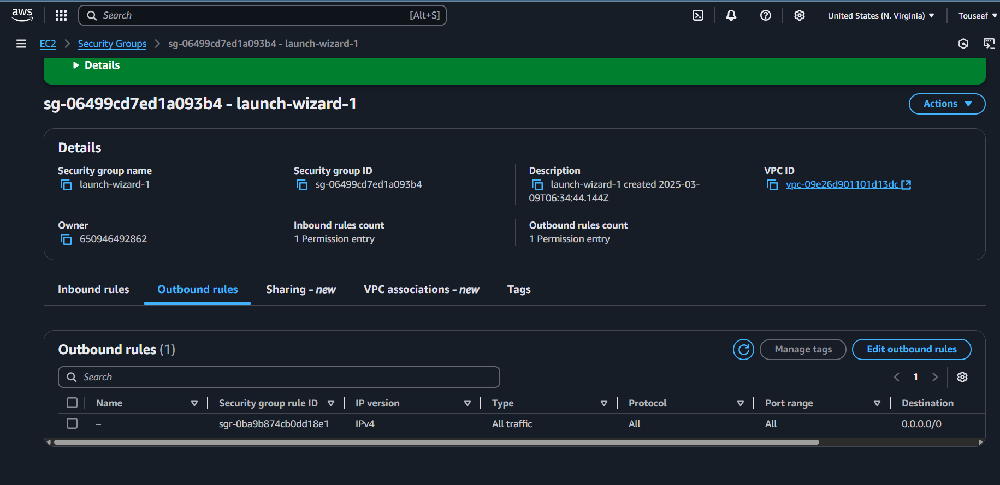 aws
Search [Alt+S] United States (N. Virginia) Touseef
EC2 Security Groups sg-06499cd7ed1a093b4 - launch-wizard-1
Details
sg-06499cd7ed1a093b4 - launch-wizard-1
Actions
Details
Security group name
launch-wizard-1
Security group ID
sg-06499cd7ed1a093b4
Description
launch-wizard-1 created 2025-03-
09T06:34:44.144Z
VPC ID
vpc-09e26d901101d13dc
Owner
650946492862
Inbound rules count
1 Permission entry
Outbound rules count
1 Permission entry
Inbound rules Outbound rules Sharing - new VPC associations - new Tags
Outbound rules (1)
Manage tags Edit outbound rules
Search
1
Name Security group rule ID IP version Type Protocol Port range Destination
– sgr-0ba9b874cb0dd18e1 IPv4 All traffic All All 0.0.0.0/0